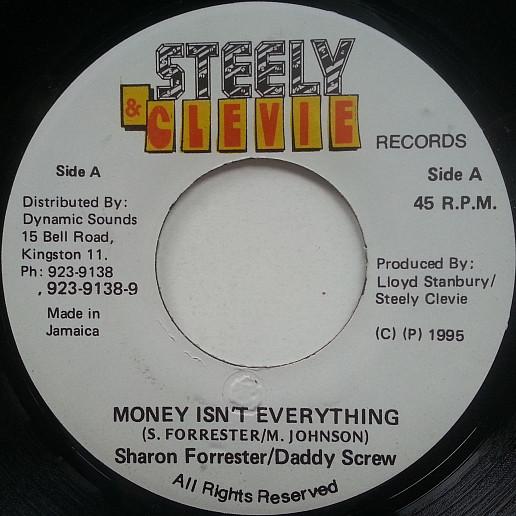 STEELY
& CLEVIE
RECORDS
Side A
Side A
45 R.P.M.
Distributed By:
Dynamic Sounds
15 Bell Road,
Kingston 11.
Ph: 923-9138
, 923-9138-9
Made in
Jamaica
Produced By;
Lloyd Stanbury/
Steely Clevie
(C) (P) 1995
MONEY ISN'T EVERYTHING
(S. FORRESTER/M. JOHNSON)
Sharon Forrester/Daddy Screw
All Rights Reserved